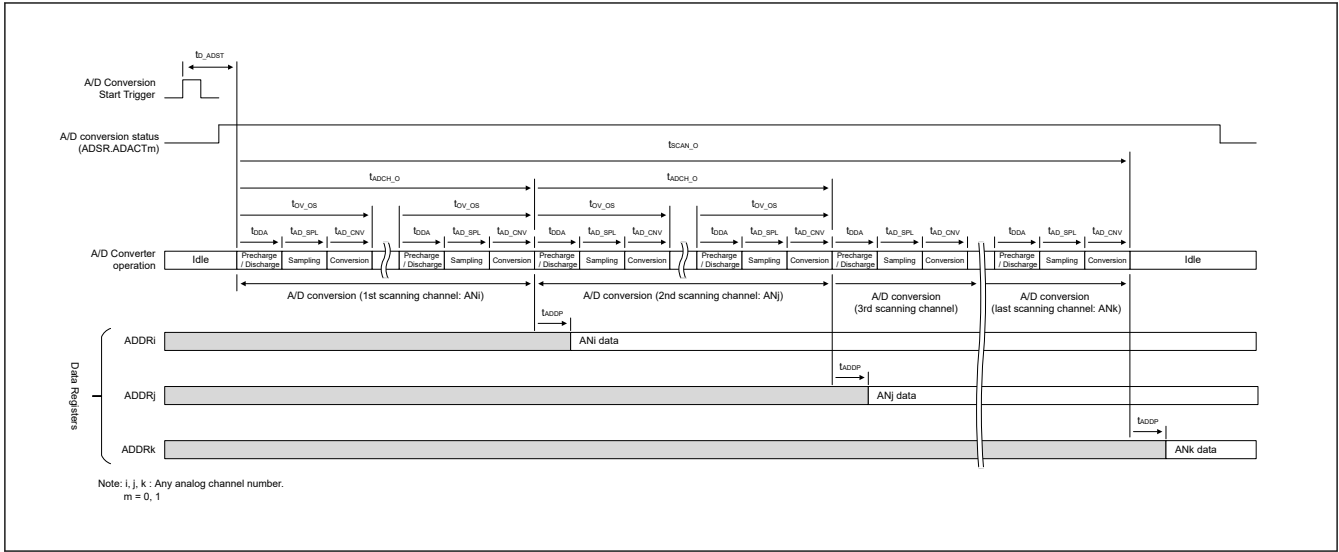 tD_ADST
A/D Conversion
Start Trigger
A/D conversion status
(ADSR.ADACTm)
tSCAN_O
tADCH_O tADCH_O
tOV_OS tOV_OS tOV_OS tOV_OS
tDDA tAD_SPL tAD_CNV tDDA tAD_SPL tAD_CNV tDDA tAD_SPL tAD_CNV tDDA tAD_SPL tAD_CNV tDDA tAD_SPL tAD_CNV tDDA tAD_SPL tAD_CNV
A/D Converter
operation
Idle
Precharge
/ Discharge
Sampling
Conversion
Precharge
/ Discharge
Sampling
Conversion
Precharge
/ Discharge
Sampling
Conversion
Precharge
/ Discharge
Sampling
Conversion
Precharge
/ Discharge
Sampling
Conversion
Precharge
/ Discharge
Sampling
Conversion
Idle
A/D conversion (1st scanning channel: ANi)
A/D conversion (2nd scanning channel: ANj)
A/D conversion
(3rd scanning channel)
A/D conversion
(last scanning channel: ANk)
tADDP
ADDRi
ANi data
Data Registers
tADDP
ADDRj
ANj data
tADDP
ADDRk
ANk data
Note: i, j, k : Any analog channel number.
m = 0, 1